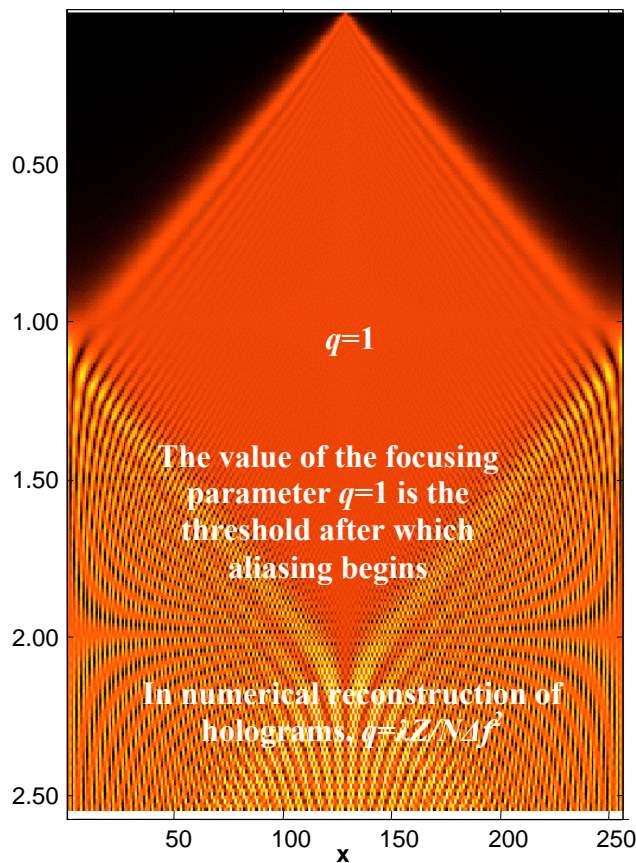 0.50
1.00
q=1
The value of the focusing
parameter q=1 is the
1.50
threshold after which
aliasing begins
2.00
In numerical reconstruction of
holograms, q=λZ/NΔf²
2.50
50 100 150 200 250
x